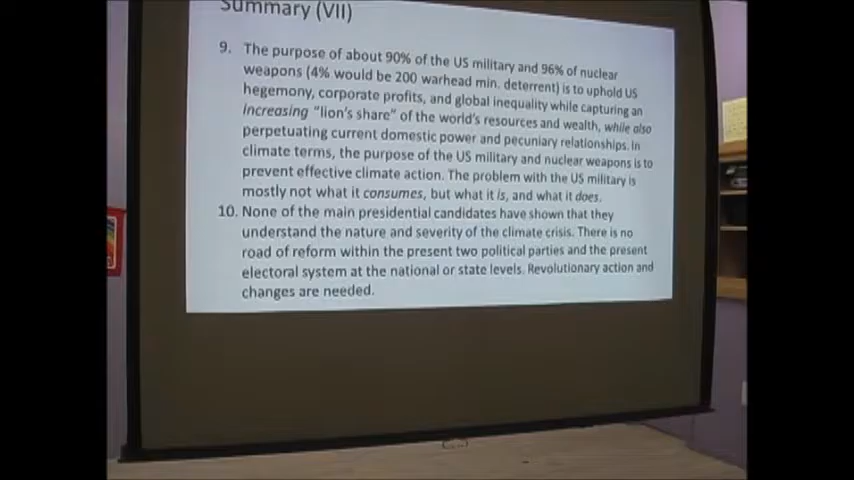 Summary (VII)
9. The purpose of about 90% of the US military and 96% of nuclear
weapons (4% would be 200 warhead min. deterrent) is to uphold US
hegemony, corporate profits, and global inequality while capturing an
increasing “lion’s share” of the world’s resources and wealth, while also
perpetuating current domestic power and pecuniary relationships. In
climate terms, the purpose of the US military and nuclear weapons is to
prevent effective climate action. The problem with the US military is
mostly not what it consumes, but what it is, and what it does.
10. None of the main presidential candidates have shown that they
understand the nature and severity of the climate crisis. There is no
road of reform within the present two political parties and the present
electoral system at the national or state levels. Revolutionary action and
changes are needed.